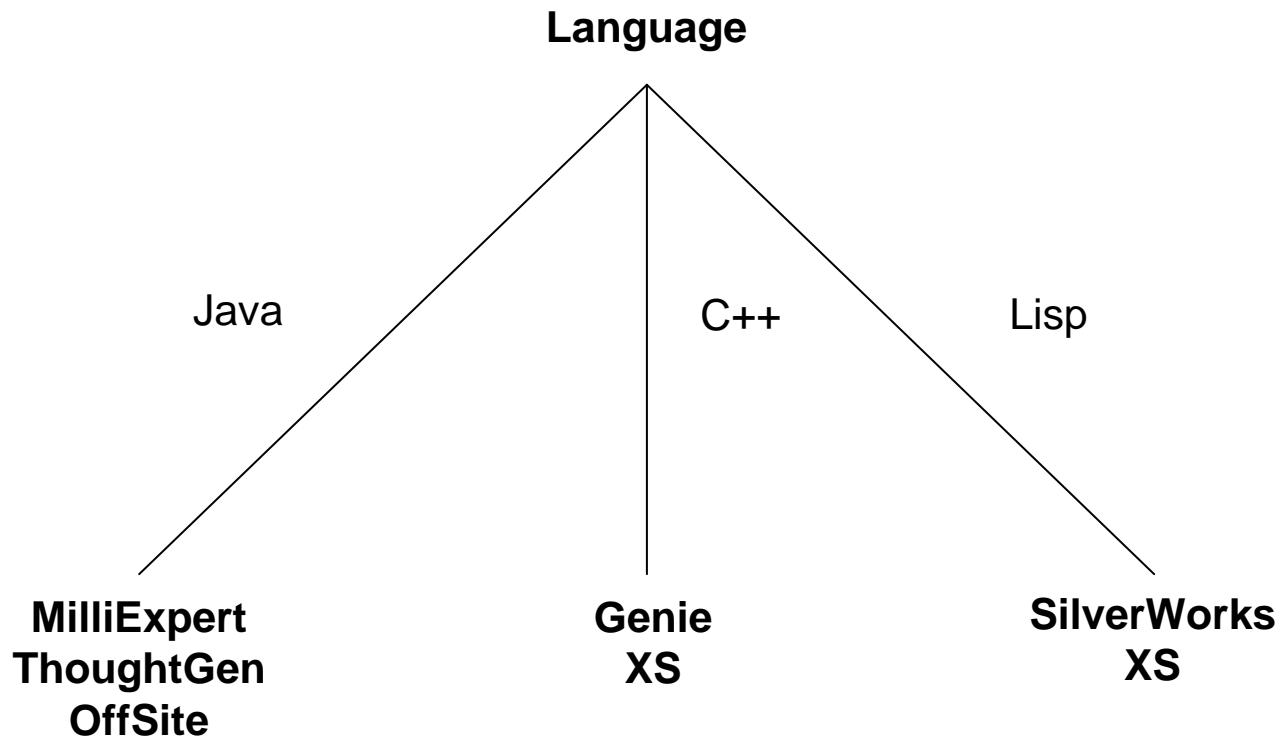 Language
Java
C++
Lisp
MilliExpert
ThoughtGen
OffSite
Genie
XS
SilverWorks
XS